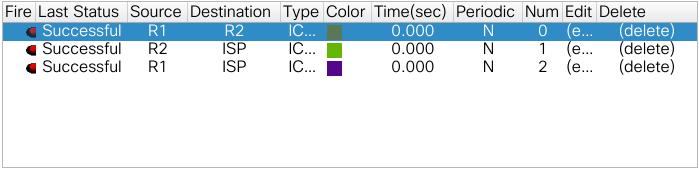 Fire Last Status Source Destination Type Color Time(sec) Periodic Num Edit Delete
Successful R1 R2 IC... 0.000 N 0 (e... (delete)
Successful R2 ISP IC... 0.000 N 1 (e... (delete)
Successful R1 ISP IC... 0.000 N 2 (e... (delete)